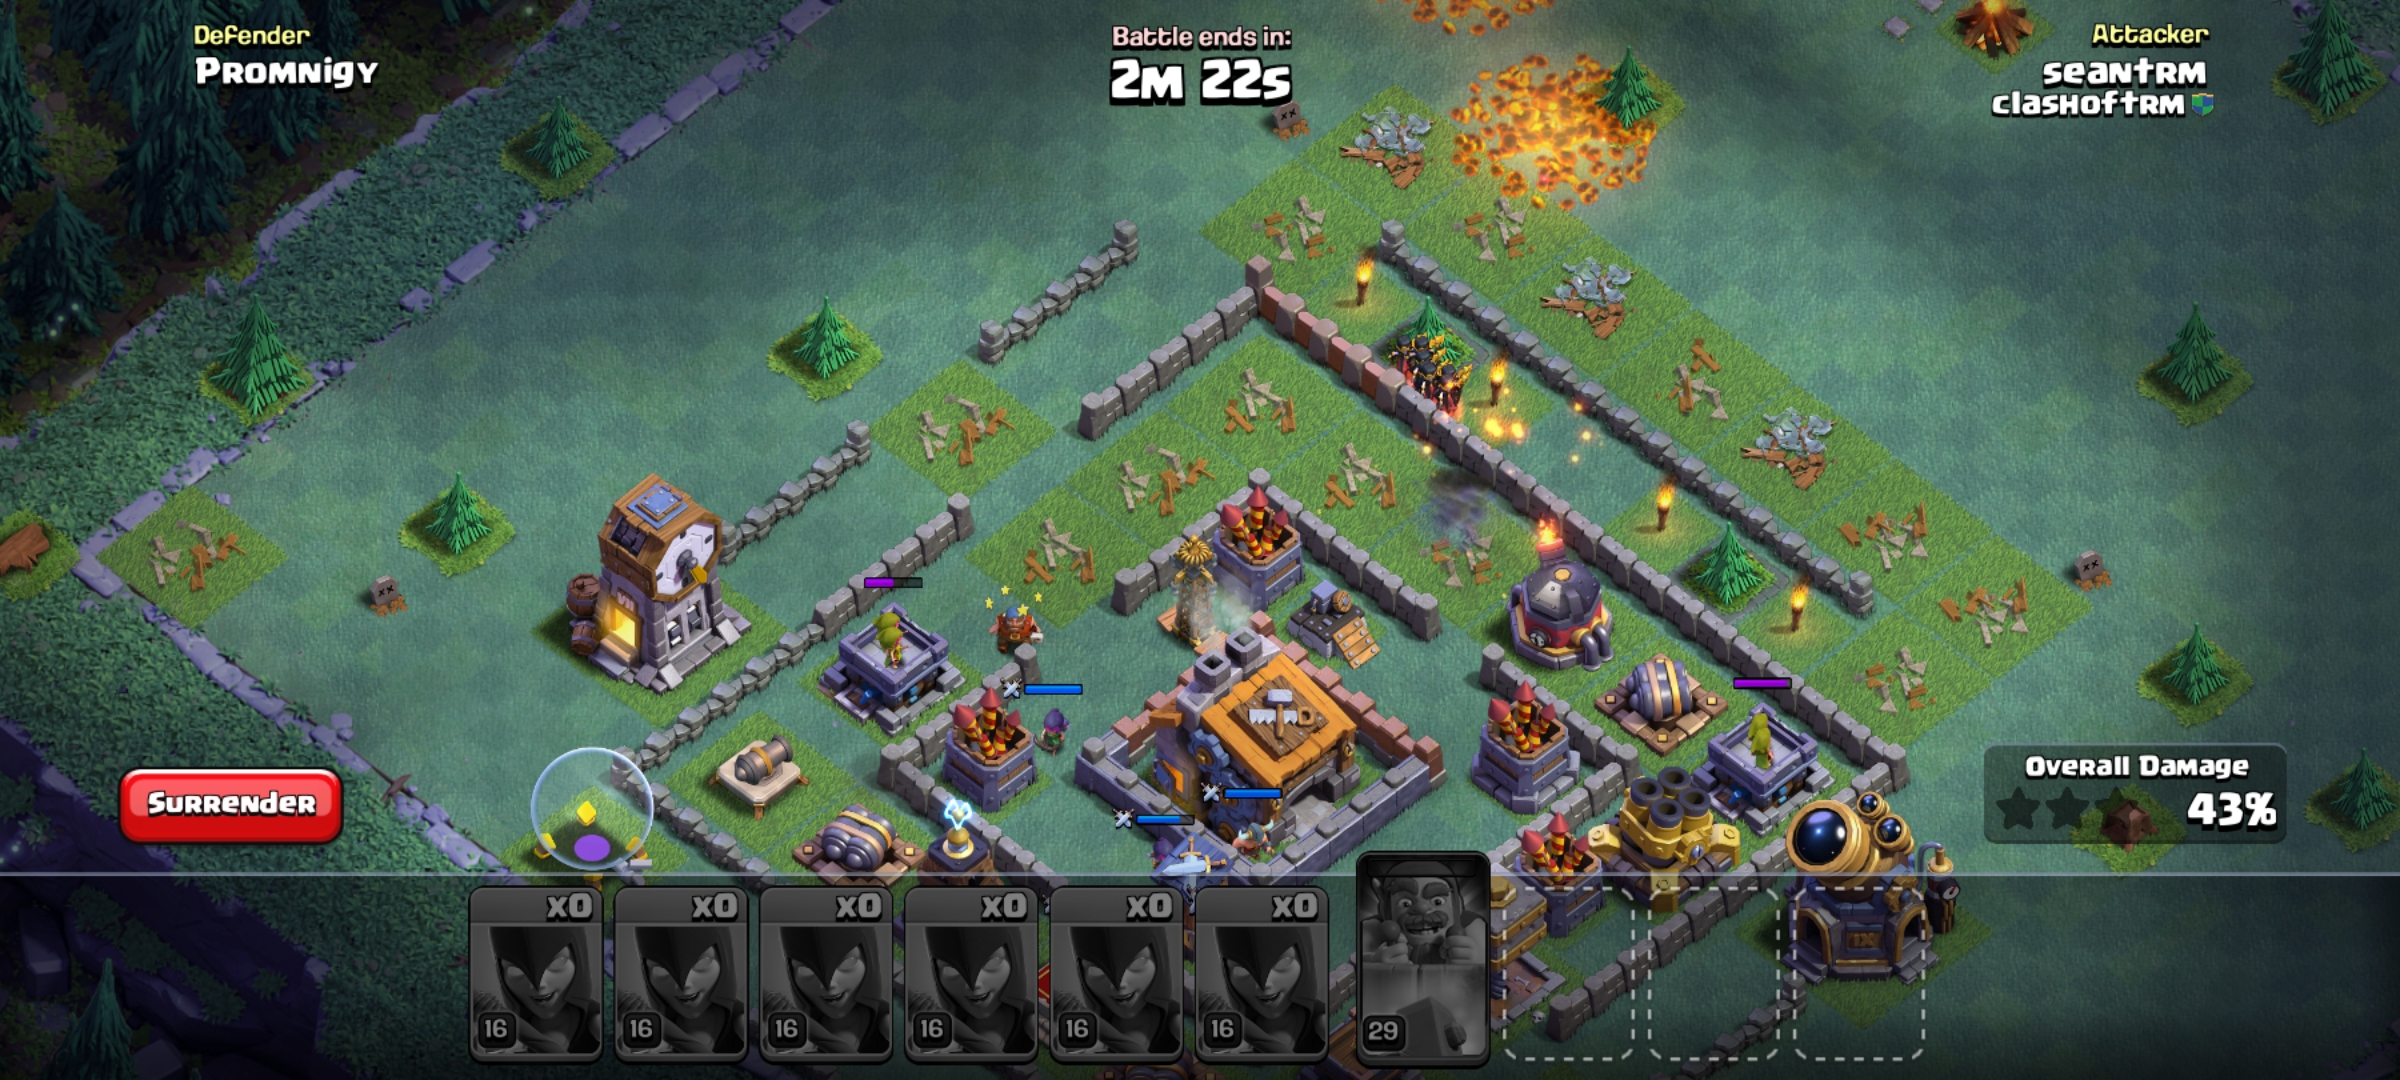 Defender
Promnigy
Battle ends in:
2m 22s
Attacker
seantrm
clashoftrm
Surrender
Overall Damage
43%
x0
x0
x0
x0
x0
x0
16
16
16
16
16
16
29